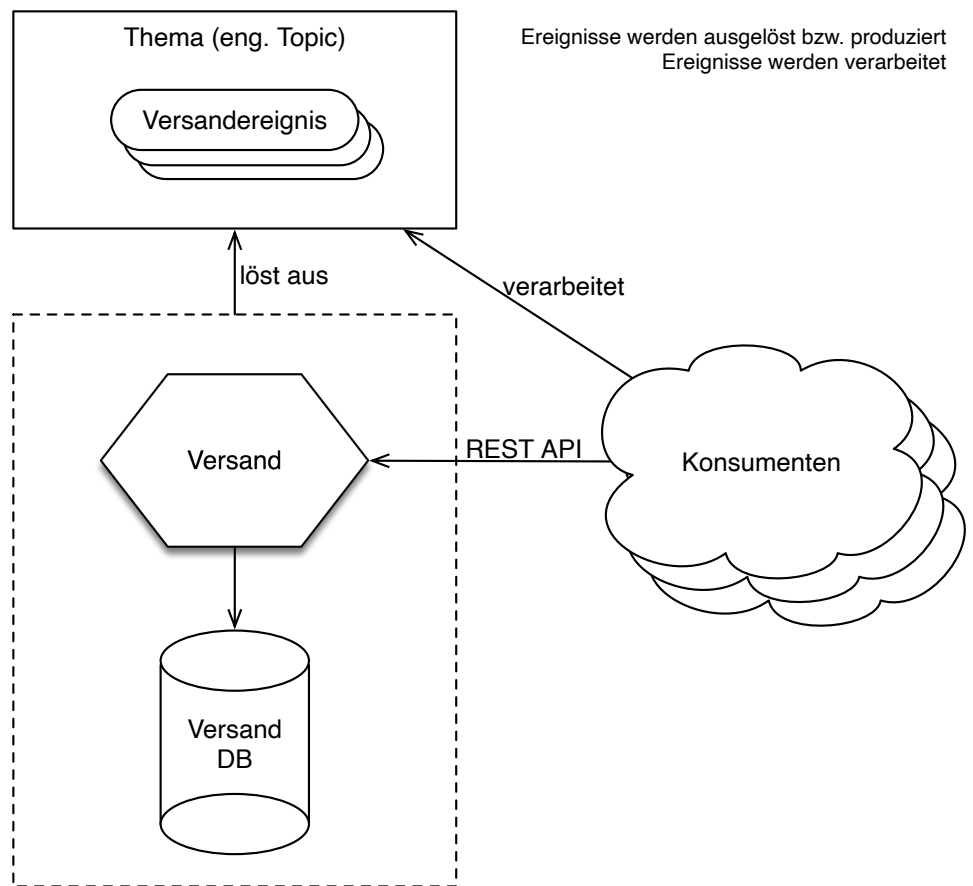 Thema (eng. Topic)
Ereignisse werden ausgelöst bzw. produziert
Ereignisse werden verarbeitet
Versandereignis
löst aus
verarbeitet
Versand
REST API
Konsumenten
Versand
DB